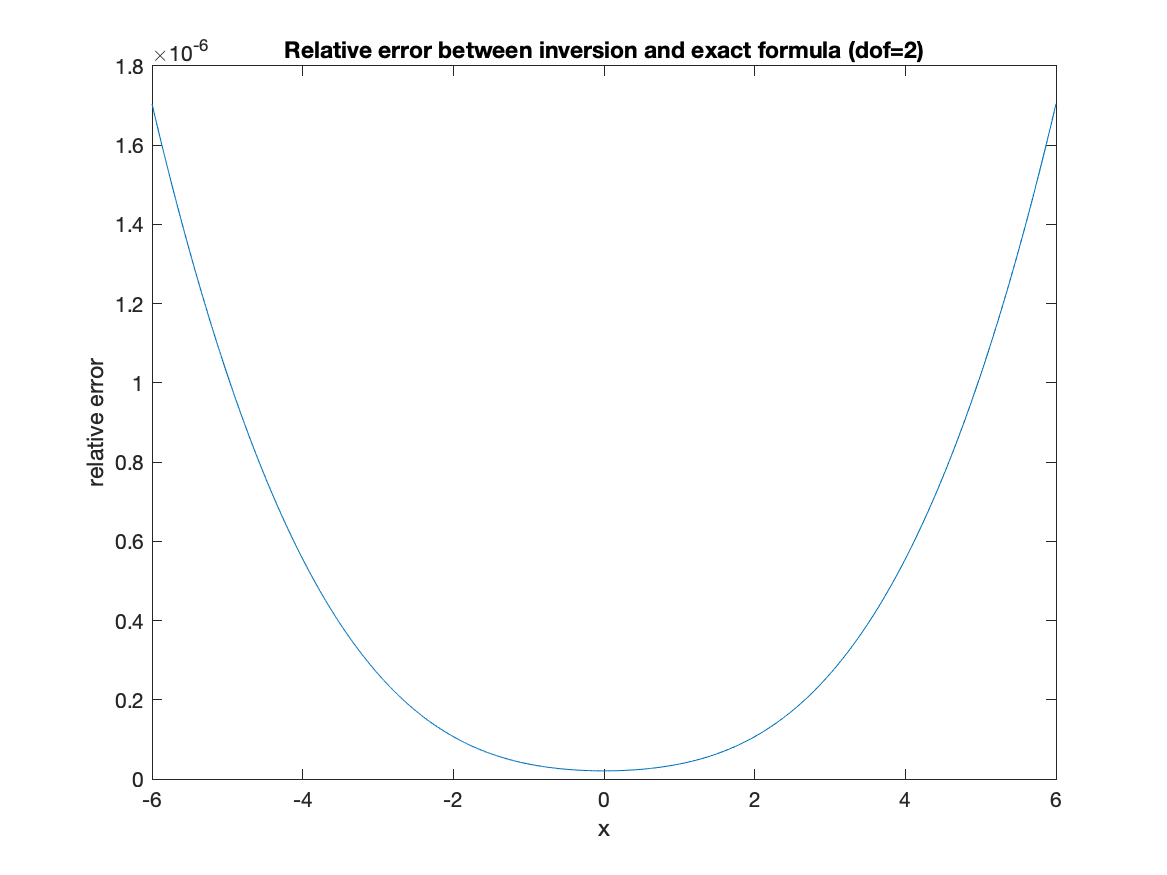 ×10^-6
Relative error between inversion and exact formula (dof=2)
1.8
1.6
1.4
1.2
1
0.8
0.6
0.4
0.2
0
relative error
-6 -4 -2 0 2 4 6
x